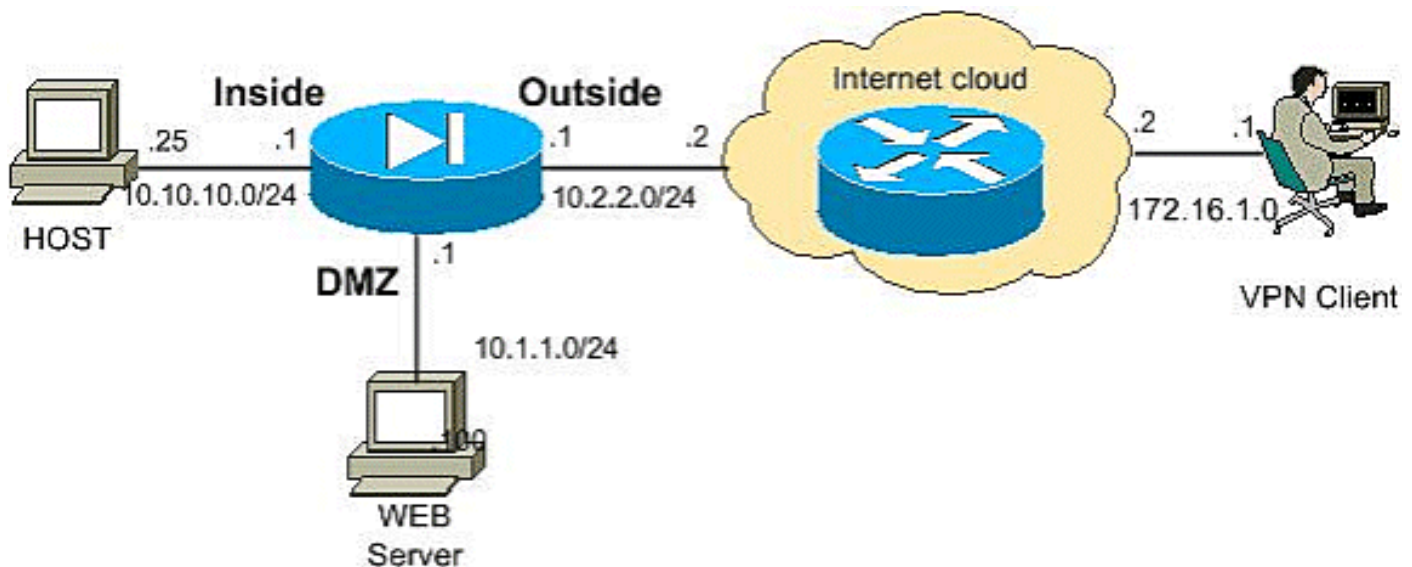 Internet cloud
Inside
Outside
.25
.1
.1
.2
.2
.1
10.10.10.0/24
10.2.2.0/24
172.16.1.0
HOST
.1
DMZ
VPN Client
10.1.1.0/24
.100
WEB
Server